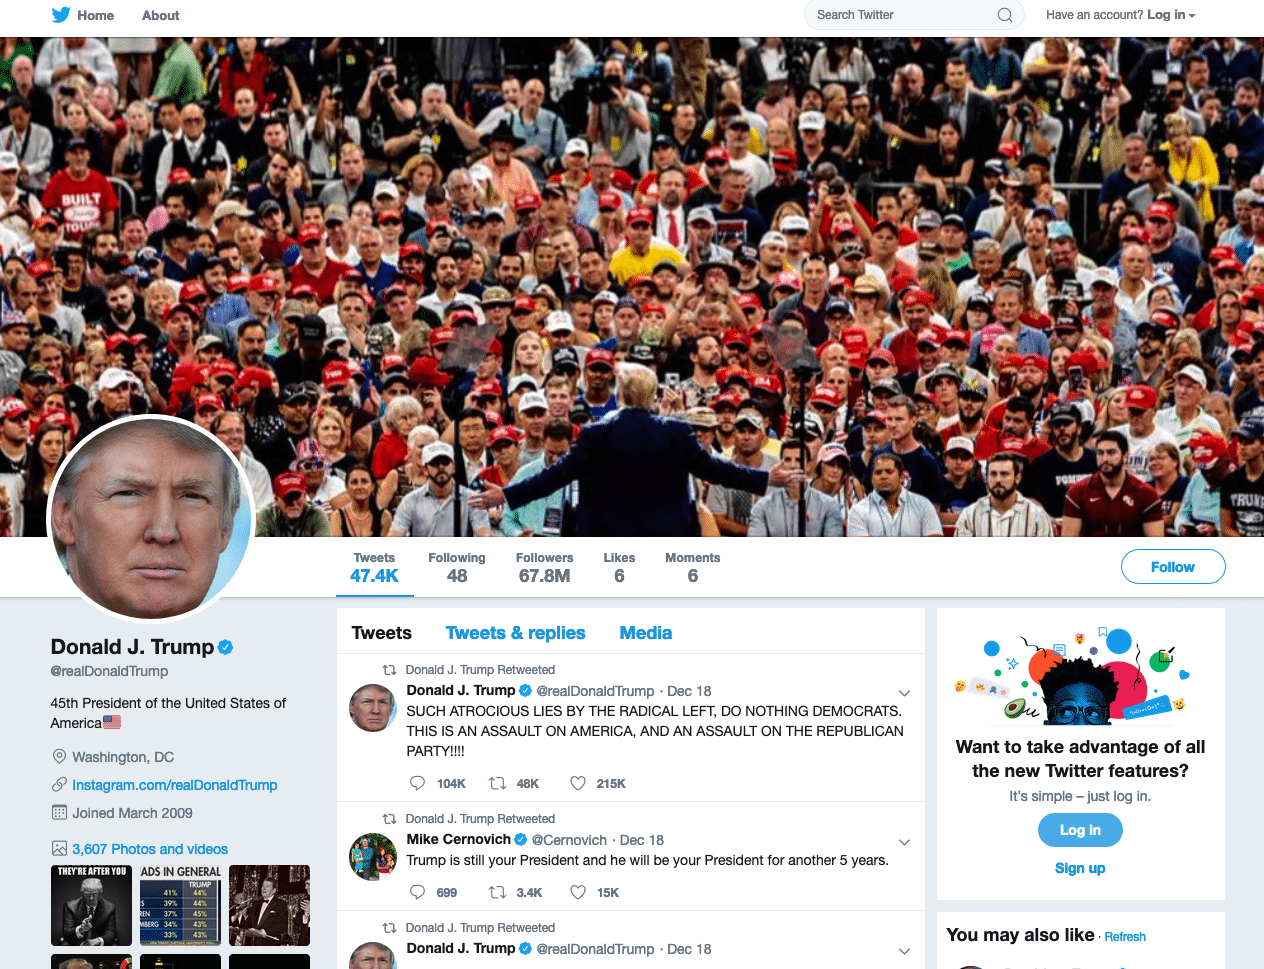 Home
About
Search Twitter
Have an account? Log in
BUILT
Tweets
47.4K
Following
48
Followers
67.8M
Likes
6
Moments
6
Follow
Donald J. Trump
@realDonaldTrump
45th President of the United States of
America
Washington, DC
Instagram.com/realDonaldTrump
Joined March 2009
3,607 Photos and videos
THEY'RE AFTER YOU
ADS IN GENERAL
TRUMP
41% 44%
39% 44%
37% 45%
34% 43%
33% 43%
Tweets
Tweets & replies
Media
Donald J. Trump Retweeted
Donald J. Trump @realDonaldTrump · Dec 18
SUCH ATROCIOUS LIES BY THE RADICAL LEFT, DO NOTHING DEMOCRATS.
THIS IS AN ASSAULT ON AMERICA, AND AN ASSAULT ON THE REPUBLICAN
PARTY!!!!
104K 48K 215K
Donald J. Trump Retweeted
Mike Cernovich @Cernovich · Dec 18
Trump is still your President and he will be your President for another 5 years.
699 3.4K 15K
Donald J. Trump Retweeted
Donald J. Trump @realDonaldTrump · Dec 18
Want to take advantage of all
the new Twitter features?
It's simple – just log in.
Log in
Sign up
You may also like · Refresh